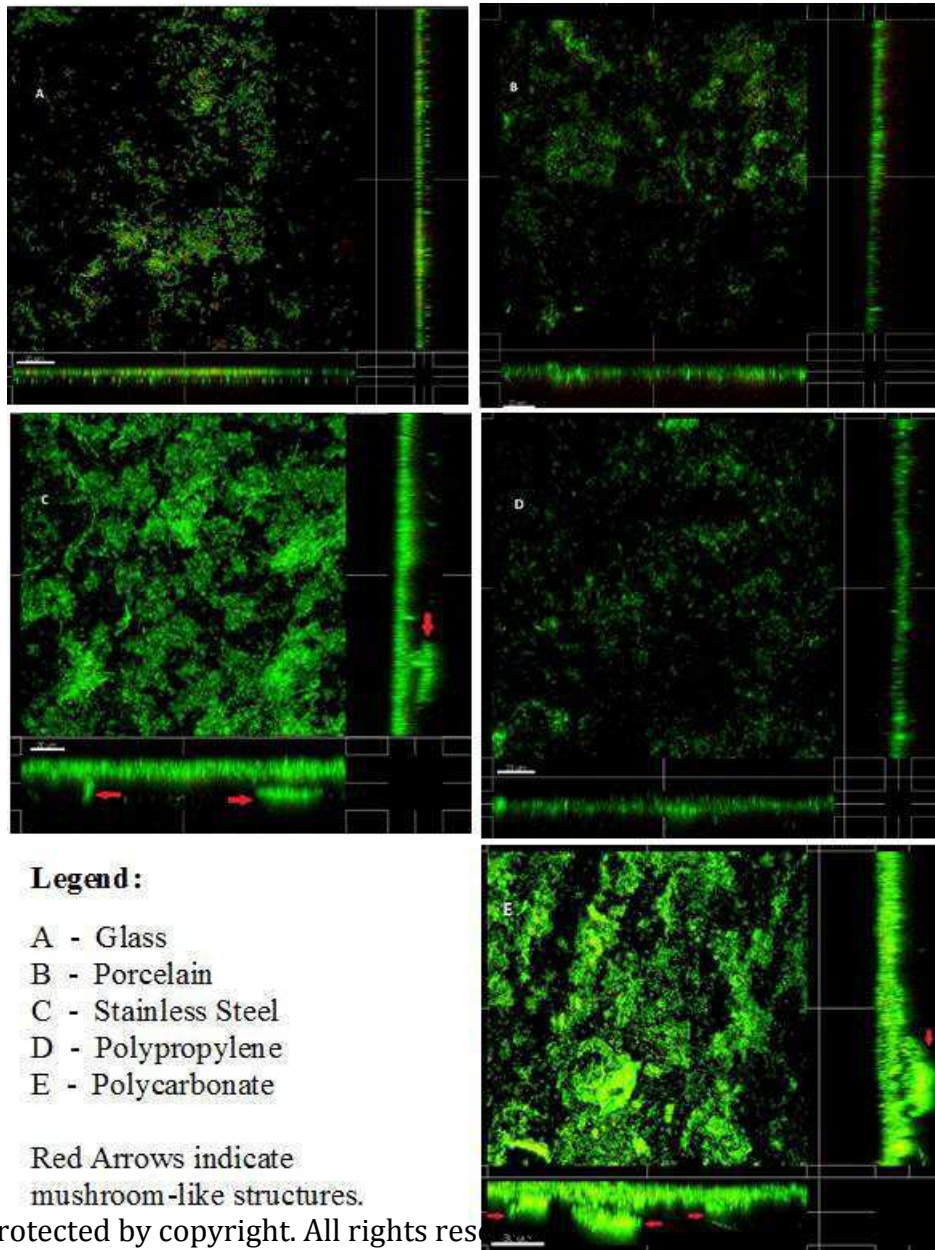 A
B
C
D
E
Legend:
A - Glass
B - Porcelain
C - Stainless Steel
D - Polypropylene
E - Polycarbonate
Red Arrows indicate
mushroom-like structures.
rotected by copyright. All rights res